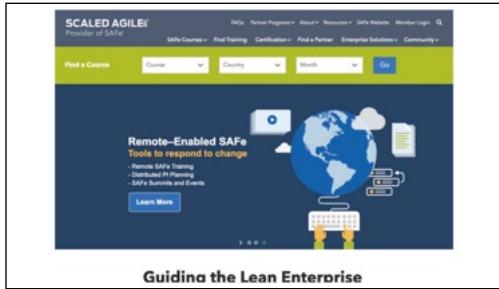 SCALED AGILE
Provider of SAFe
FAQs Partner Programs About Resources SAFe Website Member Login
SAFe Courses Find Training Certification Find a Partner Enterprise Solutions Community
Find a Course Course Country Month Go
Remote–Enabled SAFe
Tools to respond to change
- Remote SAFe Training
- Distributed PI Planning
- SAFe Summits and Events
Learn More
Guiding the Lean Enterprise